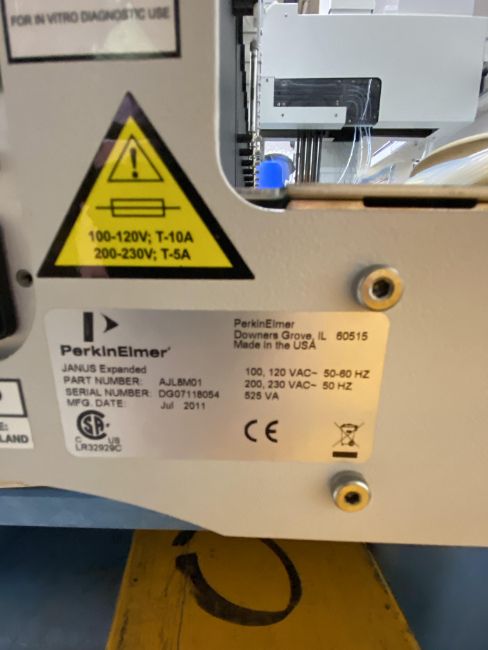 FOR IN VITRO DIAGNOSTIC USE
100-120V; T-10A
200-230V; T-5A
PerkinElmer
JANUS Expanded
PART NUMBER: AJL8M01
SERIAL NUMBER: DG07118054
MFG. DATE: Jul 2011
C US
LR32929C
PerkinElmer
Downers Grove, IL 60515
Made in the USA
100, 120 VAC~ 50-60 HZ
200, 230 VAC~ 50 HZ
525 VA
CE